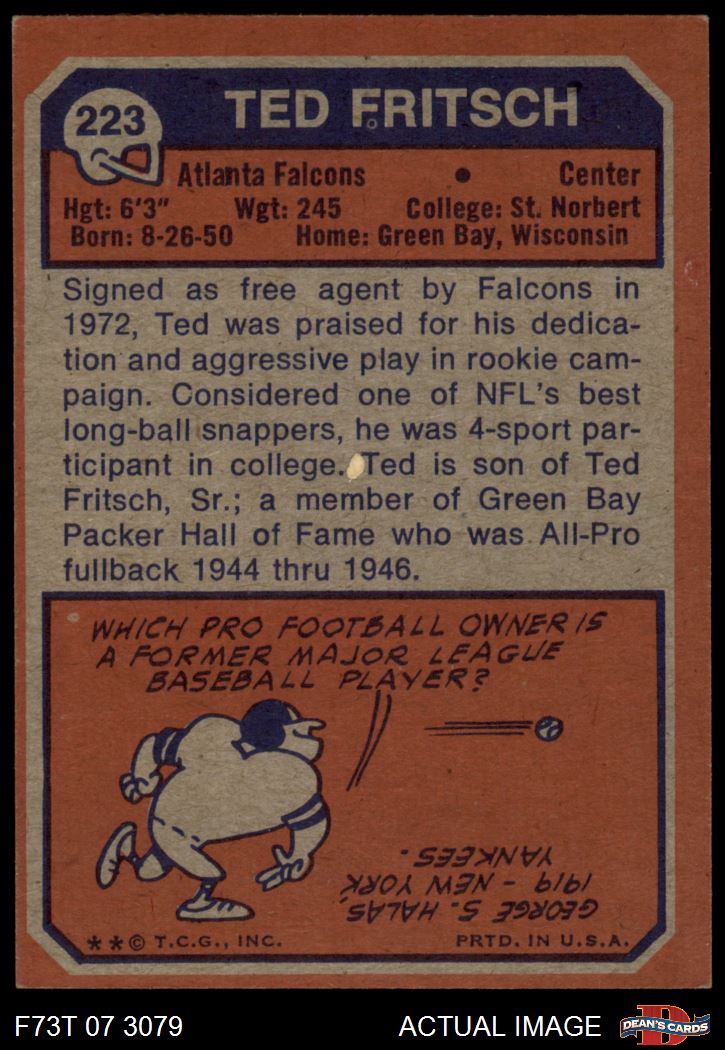 223
TED FRITSCH
Atlanta Falcons • Center
Hgt: 6'3" Wgt: 245 College: St. Norbert
Born: 8-26-50 Home: Green Bay, Wisconsin
Signed as free agent by Falcons in
1972, Ted was praised for his dedica-
tion and aggressive play in rookie cam-
paign. Considered one of NFL's best
long-ball snappers, he was 4-sport par-
ticipant in college. Ted is son of Ted
Fritsch, Sr.; a member of Green Bay
Packer Hall of Fame who was All-Pro
fullback 1944 thru 1946.
WHICH PRO FOOTBALL OWNER IS
A FORMER MAJOR LEAGUE
BASEBALL PLAYER?
GEORGE S. HALAS,
1919 - NEW YORK
YANKEES.
**© T.C.G., INC. PRTD. IN U.S.A.
F73T 07 3079 ACTUAL IMAGE
D
DEAN'S CARDS